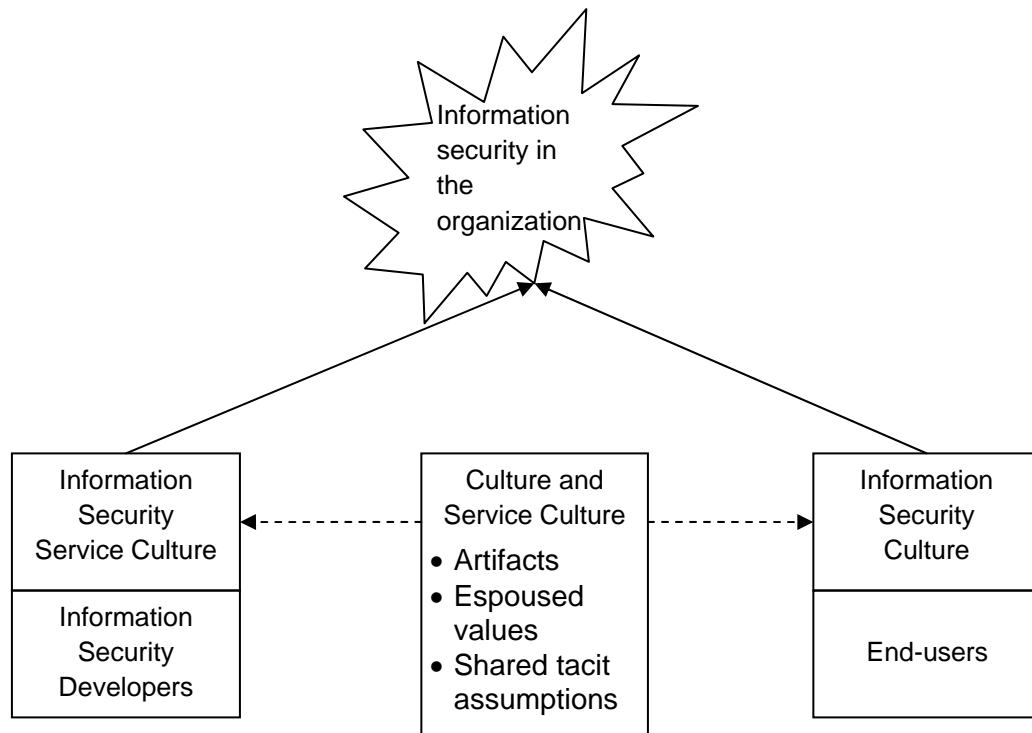 Information
security in
the
organization
Information
Security
Service Culture
Information
Security
Developers
Culture and
Service Culture
• Artifacts
• Espoused
values
• Shared tacit
assumptions
Information
Security
Culture
End-users